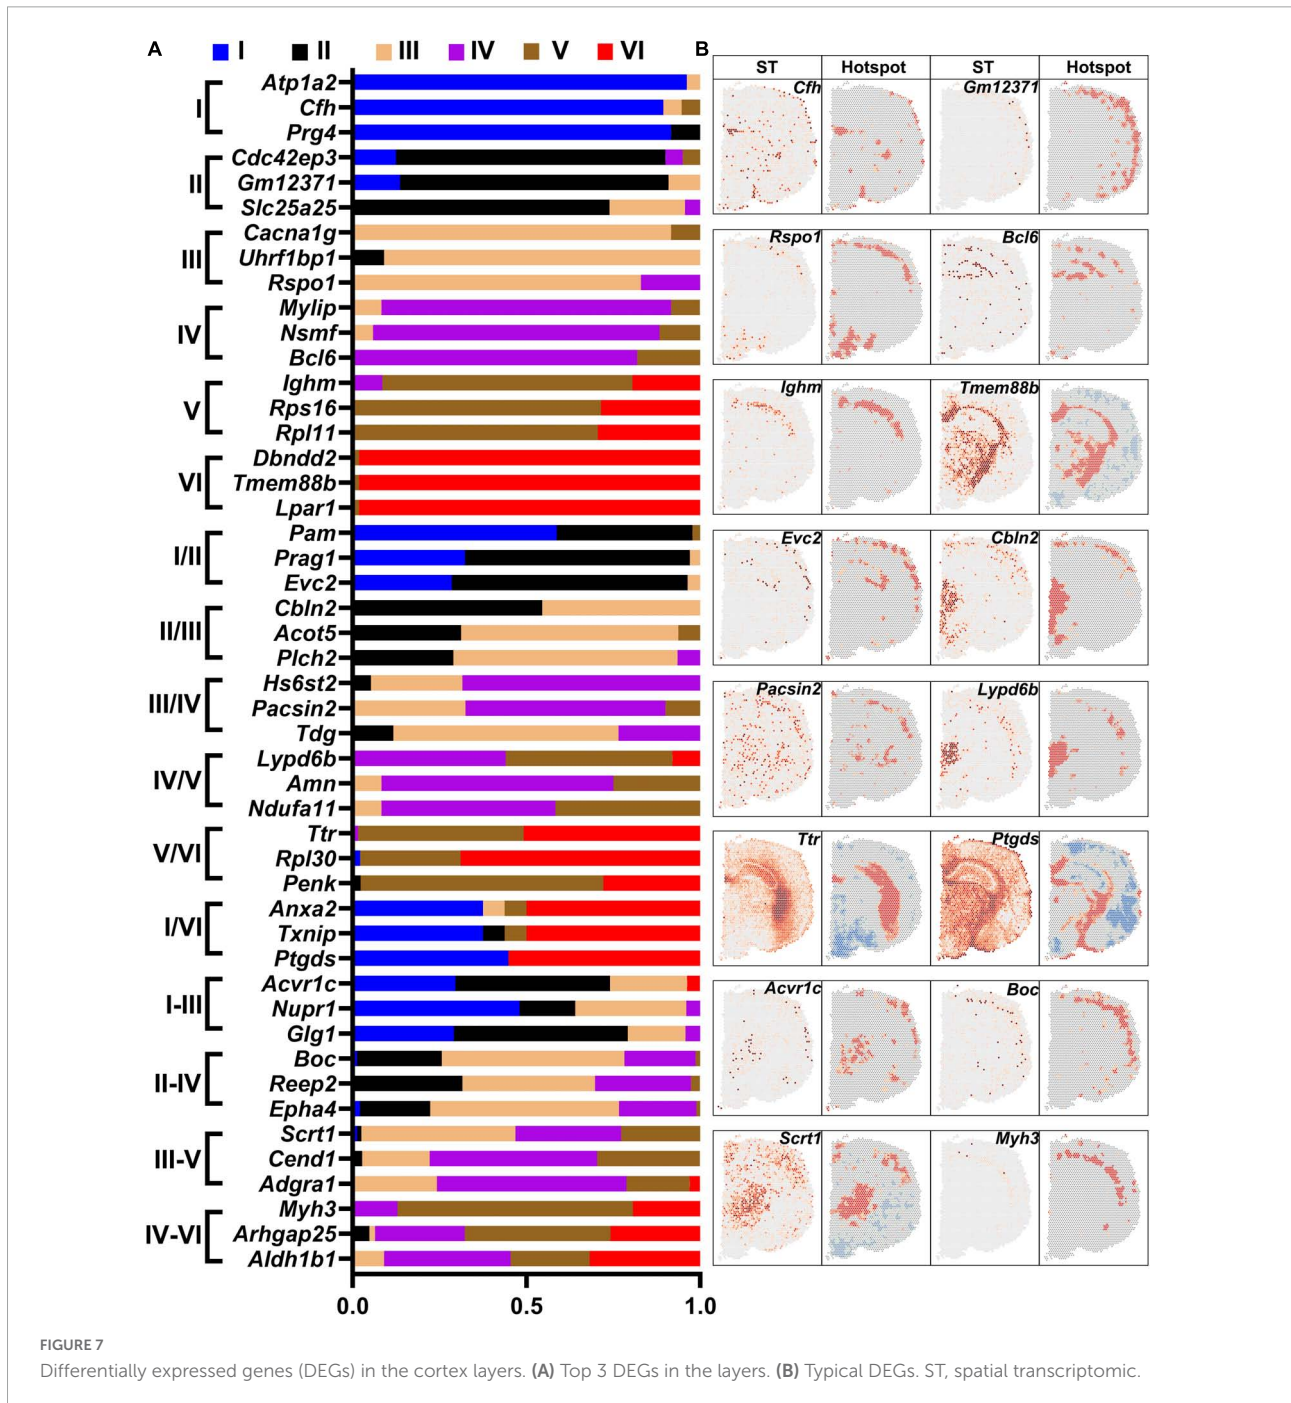 A
I II III IV V VI
I
Atp1a2
Cfh
Prg4
II
Cdc42ep3
Gm12371
Slc25a25
III
Cacna1g
Uhrf1bp1
Rspo1
IV
Mylip
Nsmf
Bcl6
V
Ighm
Rps16
Rpl11
VI
Dbndd2
Tmem88b
Lpar1
I/II
Pam
Prag1
Evc2
II/III
Cbln2
Acot5
Plch2
III/IV
Hs6st2
Pacsin2
Tdg
IV/V
Lypd6b
Amn
Ndufa11
V/VI
Ttr
Rpl30
Penk
I/VI
Anxa2
Txnip
Ptgds
I-III
Acvr1c
Nupr1
Glg1
II-IV
Boc
Reep2
Epha4
III-V
Scrt1
Cend1
Adgra1
IV-VI
Myh3
Arhgap25
Aldh1b1
0.0 0.5 1.0
B
ST Hotspot ST Hotspot
Cfh Gm12371
Rspo1 Bcl6
Ighm Tmem88b
Evc2 Cbln2
Pacsin2 Lypd6b
Ttr Ptgds
Acvr1c Boc
Scrt1 Myh3
FIGURE 7
Differentially expressed genes (DEGs) in the cortex layers. (A) Top 3 DEGs in the layers. (B) Typical DEGs. ST, spatial transcriptomic.